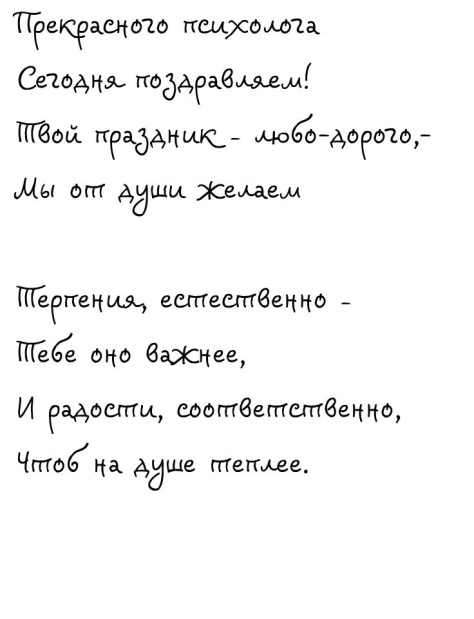 Прекрасного психолога
Сегодня поздравляем!
Твой праздник - любо-дорого,-
Мы от души желаем
Терпения, естественно -
Тебе оно важнее,
И радости, соответственно,
Чтоб на душе теплее.